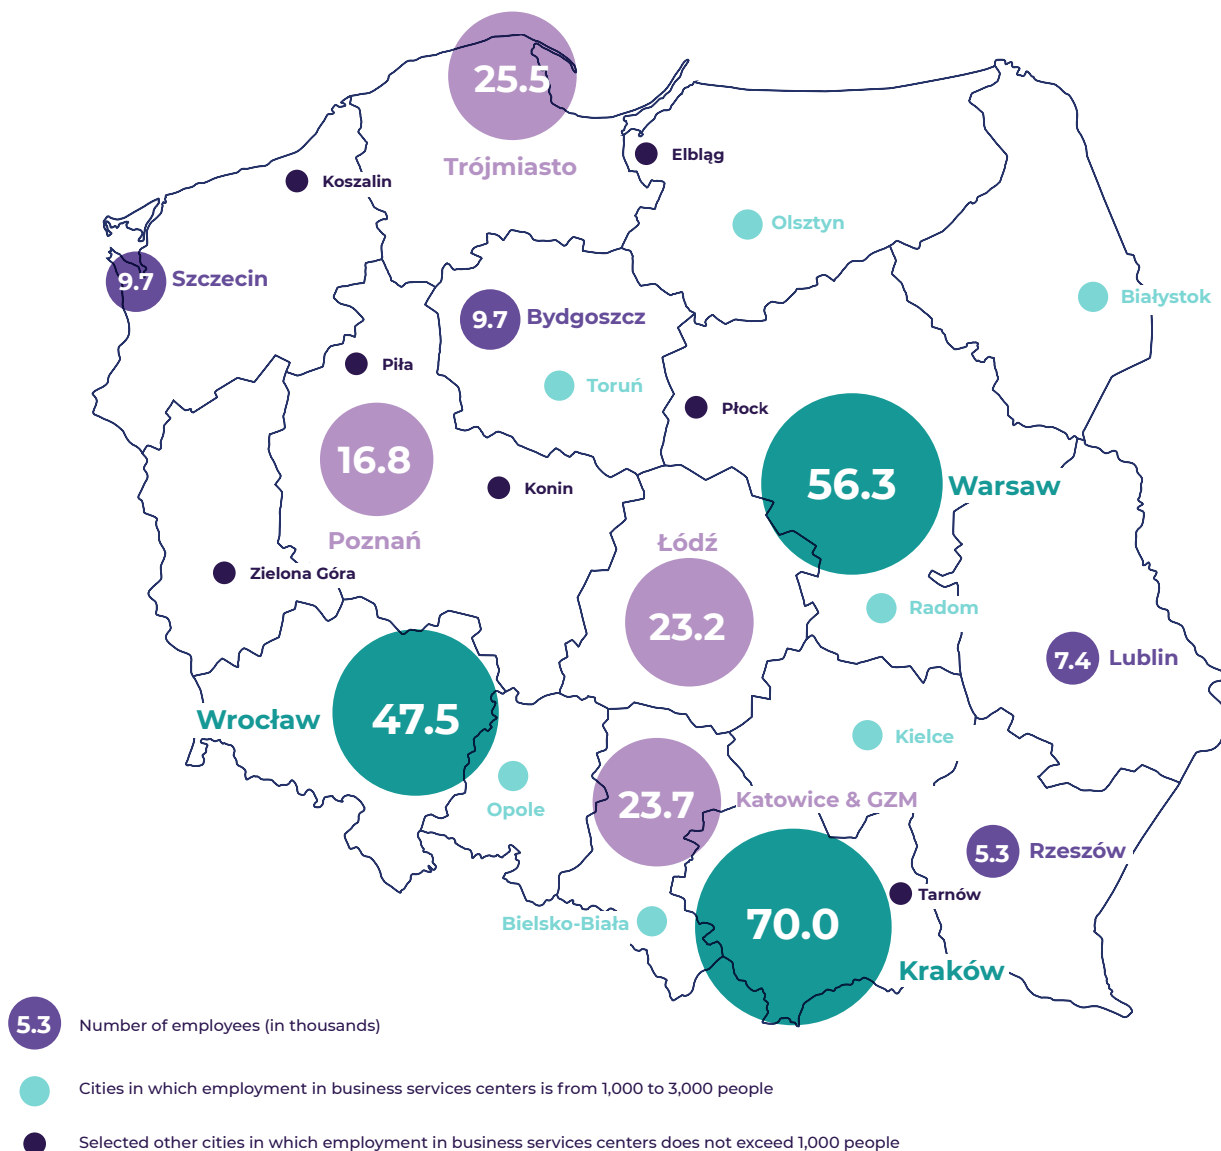 25.5
Trójmiasto
Elbląg
Koszalin
Olsztyn
9.7 Szczecin
Białystok
9.7 Bydgoszcz
Piła
Toruń
Płock
16.8
Konin
56.3 Warsaw
Poznań
Łódź
Zielona Góra
Radom
23.2
7.4 Lublin
Wrocław 47.5
Kielce
Opole
23.7 Katowice & GZM
5.3 Rzeszów
Tarnów
Bielsko-Biała
70.0
Kraków
5.3 Number of employees (in thousands)
Cities in which employment in business services centers is from 1,000 to 3,000 people
Selected other cities in which employment in business services centers does not exceed 1,000 people